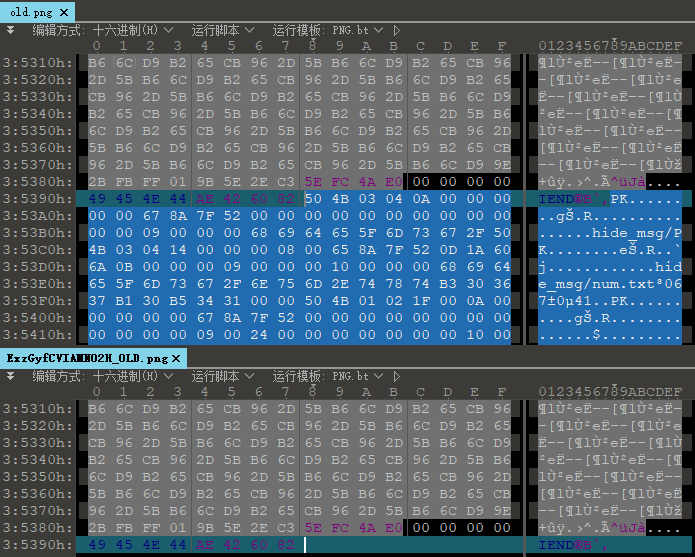 old.png ×
编辑方式: 十六进制(H) 运行脚本 运行模板: PNG.bt
0 1 2 3 4 5 6 7 8 9 A B C D E F 0123456789ABCDEF
3:5310h: B6 6C D9 B2 65 CB 96 2D 5B B6 6C D9 B2 65 CB 96 ¶lÙ²eË–-[¶lÙ²eË–
3:5320h: 2D 5B B6 6C D9 B2 65 CB 96 2D 5B B6 6C D9 B2 65 -[¶lÙ²eË–-[¶lÙ²e
3:5330h: CB 96 2D 5B B6 6C D9 B2 65 CB 96 2D 5B B6 6C D9 Ë–-[¶lÙ²eË–-[¶lÙ
3:5340h: B2 65 CB 96 2D 5B B6 6C D9 B2 65 CB 96 2D 5B B6 ²eË–-[¶lÙ²eË–-[¶
3:5350h: 6C D9 B2 65 CB 96 2D 5B B6 6C D9 B2 65 CB 96 2D lÙ²eË–-[¶lÙ²eË–-
3:5360h: 5B B6 6C D9 B2 65 CB 96 2D 5B B6 6C D9 B2 65 CB [¶lÙ²eË–-[¶lÙ²eË
3:5370h: 96 2D 5B B6 6C D9 B2 65 CB 96 2D 5B B6 6C D9 9E –-[¶lÙ²eË–-[¶lÙž
3:5380h: 2B FB FF 01 9B 5E 2E C3 5E FC 4A E0 00 00 00 00 +ûÿ.›^.Ã^üJà....
3:5390h: 49 45 4E 44 AE 42 60 82 50 4B 03 04 0A 00 00 00 IEND®B`‚PK......
3:53A0h: 00 00 67 8A 7F 52 00 00 00 00 00 00 00 00 00 00 ..gŠ.R..........
3:53B0h: 00 00 09 00 00 00 68 69 64 65 5F 6D 73 67 2F 50 ......hide_msg/P
3:53C0h: 4B 03 04 14 00 00 00 08 00 65 8A 7F 52 0D 1A 60 K........eŠ.R..`
3:53D0h: 6A 0B 00 00 00 09 00 00 00 10 00 00 00 68 69 64 j............hid
3:53E0h: 65 5F 6D 73 67 2F 6E 75 6D 2E 74 78 74 B3 30 36 e_msg/num.txt³06
3:53F0h: 37 B1 30 B5 34 31 00 00 50 4B 01 02 1F 00 0A 00 7±0µ41..PK......
3:5400h: 00 00 00 00 67 8A 7F 52 00 00 00 00 00 00 00 00 ....gŠ.R........
3:5410h: 00 00 00 00 09 00 24 00 00 00 00 00 00 00 10 00 ......$.........
ExzGyfCVIAMNO2H_OLD.png ×
编辑方式: 十六进制(H) 运行脚本 运行模板: PNG.bt
0 1 2 3 4 5 6 7 8 9 A B C D E F 0123456789ABCDEF
3:5310h: B6 6C D9 B2 65 CB 96 2D 5B B6 6C D9 B2 65 CB 96 ¶lÙ²eË–-[¶lÙ²eË–
3:5320h: 2D 5B B6 6C D9 B2 65 CB 96 2D 5B B6 6C D9 B2 65 -[¶lÙ²eË–-[¶lÙ²e
3:5330h: CB 96 2D 5B B6 6C D9 B2 65 CB 96 2D 5B B6 6C D9 Ë–-[¶lÙ²eË–-[¶lÙ
3:5340h: B2 65 CB 96 2D 5B B6 6C D9 B2 65 CB 96 2D 5B B6 ²eË–-[¶lÙ²eË–-[¶
3:5350h: 6C D9 B2 65 CB 96 2D 5B B6 6C D9 B2 65 CB 96 2D lÙ²eË–-[¶lÙ²eË–-
3:5360h: 5B B6 6C D9 B2 65 CB 96 2D 5B B6 6C D9 B2 65 CB [¶lÙ²eË–-[¶lÙ²eË
3:5370h: 96 2D 5B B6 6C D9 B2 65 CB 96 2D 5B B6 6C D9 9E –-[¶lÙ²eË–-[¶lÙž
3:5380h: 2B FB FF 01 9B 5E 2E C3 5E FC 4A E0 00 00 00 00 +ûÿ.›^.Ã^üJà....
3:5390h: 49 45 4E 44 AE 42 60 82 IEND®B`‚